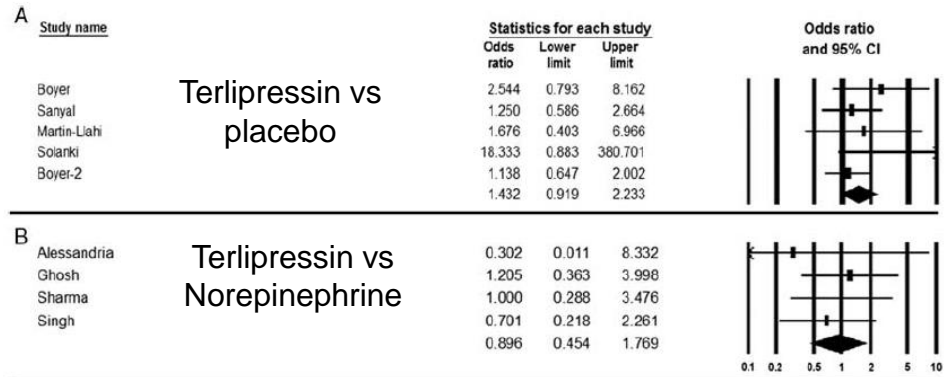 A
Study name Statistics for each study Odds ratio
Odds Lower Upper and 95% CI
ratio limit limit
Boyer 2.544 0.793 8.162
Sanyal 1.250 0.586 2.664
Martin-Llahi 1.676 0.403 6.966
Solanki 18.333 0.883 380.701
Boyer-2 1.138 0.647 2.002
1.432 0.919 2.233
Terlipressin vs
placebo
B
Alessandria 0.302 0.011 8.332
Ghosh 1.205 0.363 3.998
Sharma 1.000 0.288 3.476
Singh 0.701 0.218 2.261
0.896 0.454 1.769
Terlipressin vs
Norepinephrine
0.1 0.2 0.5 1 2 5 10